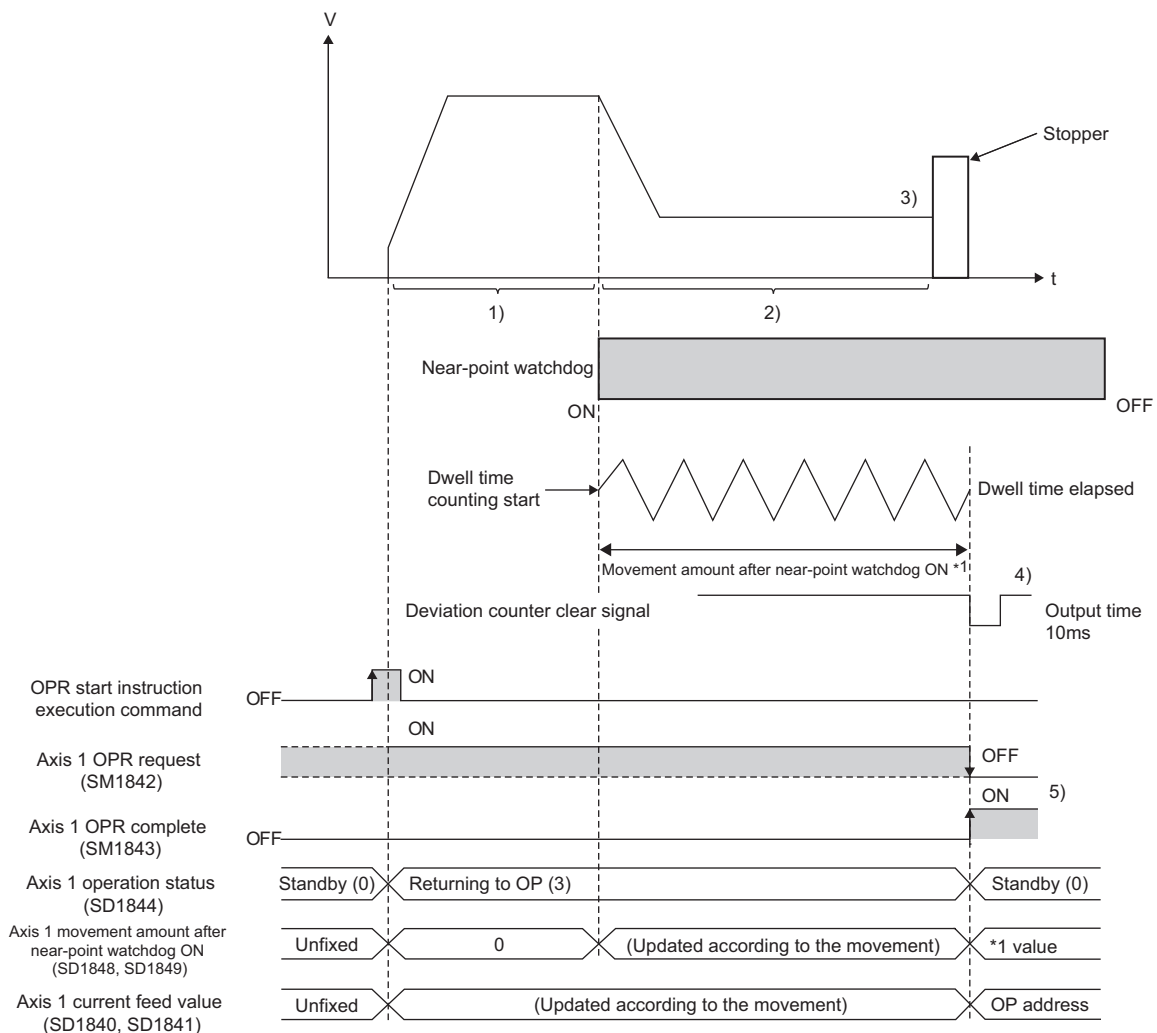 V
Stopper
3)
t
1)
2)
Near-point watchdog
ON
OFF
Dwell time
counting start
Dwell time elapsed
Movement amount after near-point watchdog ON *1
4)
Deviation counter clear signal
Output time
10ms
OPR start instruction
execution command
OFF
ON
Axis 1 OPR request
(SM1842)
ON
OFF
Axis 1 OPR complete
(SM1843)
OFF
ON
5)
Axis 1 operation status
(SD1844)
Standby (0)
Returning to OP (3)
Standby (0)
Axis 1 movement amount after
near-point watchdog ON
(SD1848, SD1849)
Unfixed
0
(Updated according to the movement)
*1 value
Axis 1 current feed value
(SD1840, SD1841)
Unfixed
(Updated according to the movement)
OP address